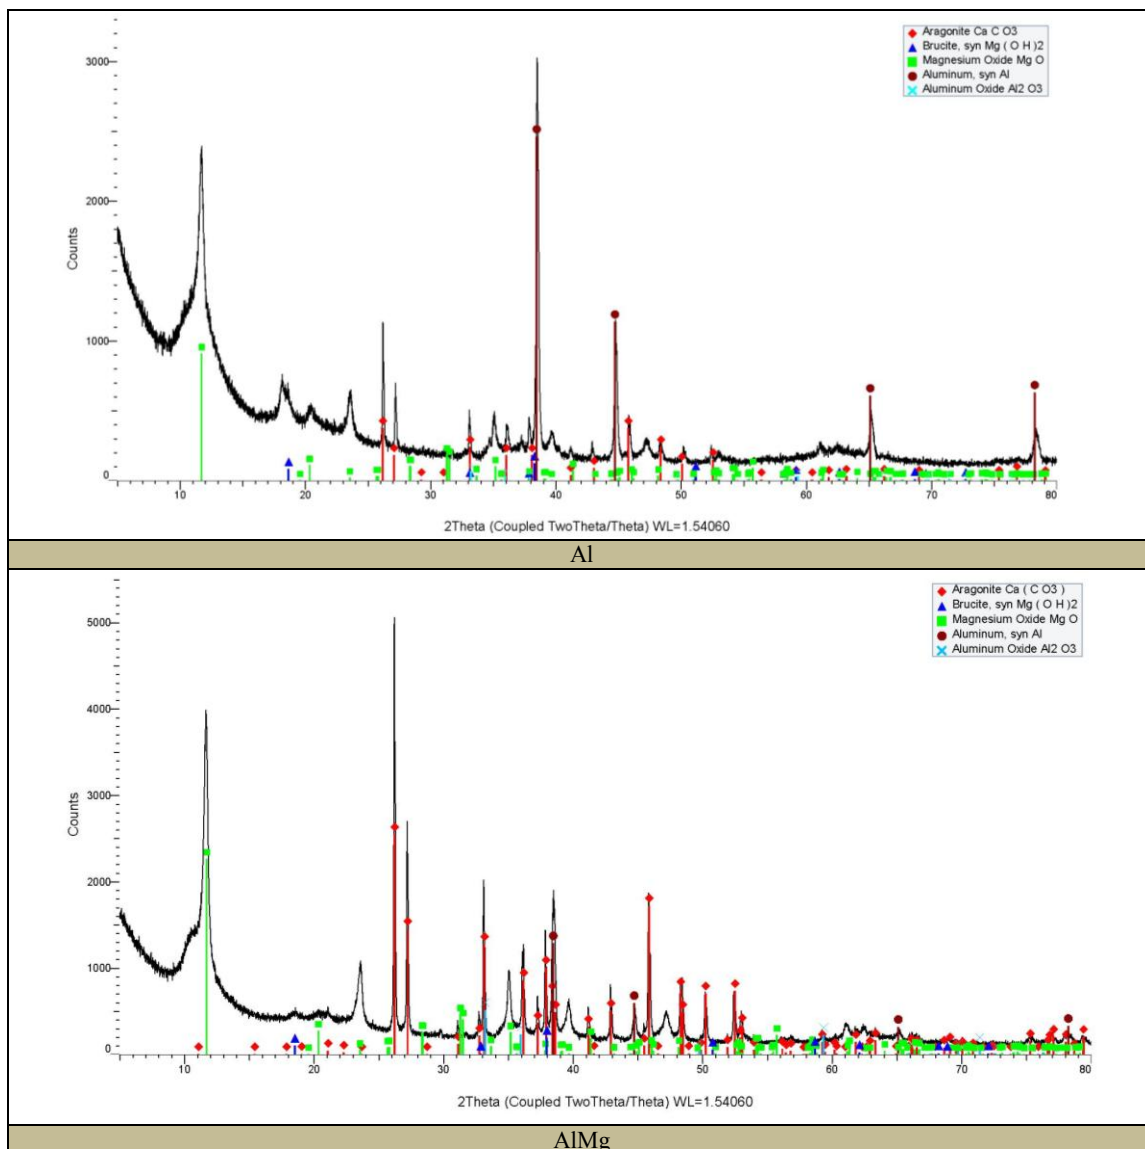 3000
2000
1000
0
Counts
Aragonite Ca C O3
Brucite, syn Mg ( O H )2
Magnesium Oxide Mg O
Aluminum, syn Al
Aluminum Oxide Al2 O3
10 20 30 40 50 60 70 80
2Theta (Coupled TwoTheta/Theta) WL=1.54060
Al
5000
4000
3000
2000
1000
0
Counts
Aragonite Ca ( C O3 )
Brucite, syn Mg ( O H )2
Magnesium Oxide Mg O
Aluminum, syn Al
Aluminum Oxide Al2 O3
10 20 30 40 50 60 70 80
2Theta (Coupled TwoTheta/Theta) WL=1.54060
AlMg